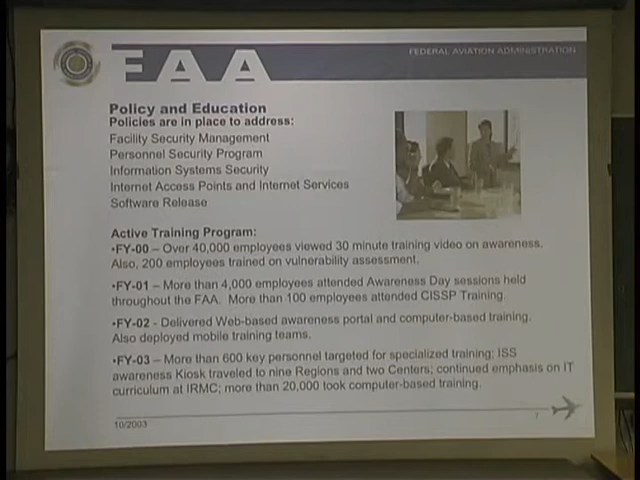 FAA
FEDERAL AVIATION ADMINISTRATION
Policy and Education
Policies are in place to address:
Facility Security Management
Personnel Security Program
Information Systems Security
Internet Access Points and Internet Services
Software Release
Active Training Program:
•FY-00 – Over 40,000 employees viewed 30 minute training video on awareness.
Also, 200 employees trained on vulnerability assessment.
•FY-01 – More than 4,000 employees attended Awareness Day sessions held
throughout the FAA. More than 100 employees attended CISSP Training.
•FY-02 - Delivered Web-based awareness portal and computer-based training.
Also deployed mobile training teams.
•FY-03 – More than 600 key personnel targeted for specialized training; ISS
awareness Kiosk traveled to nine Regions and two Centers; continued emphasis on IT
curriculum at IRMC; more than 20,000 took computer-based training.
10/2003
7